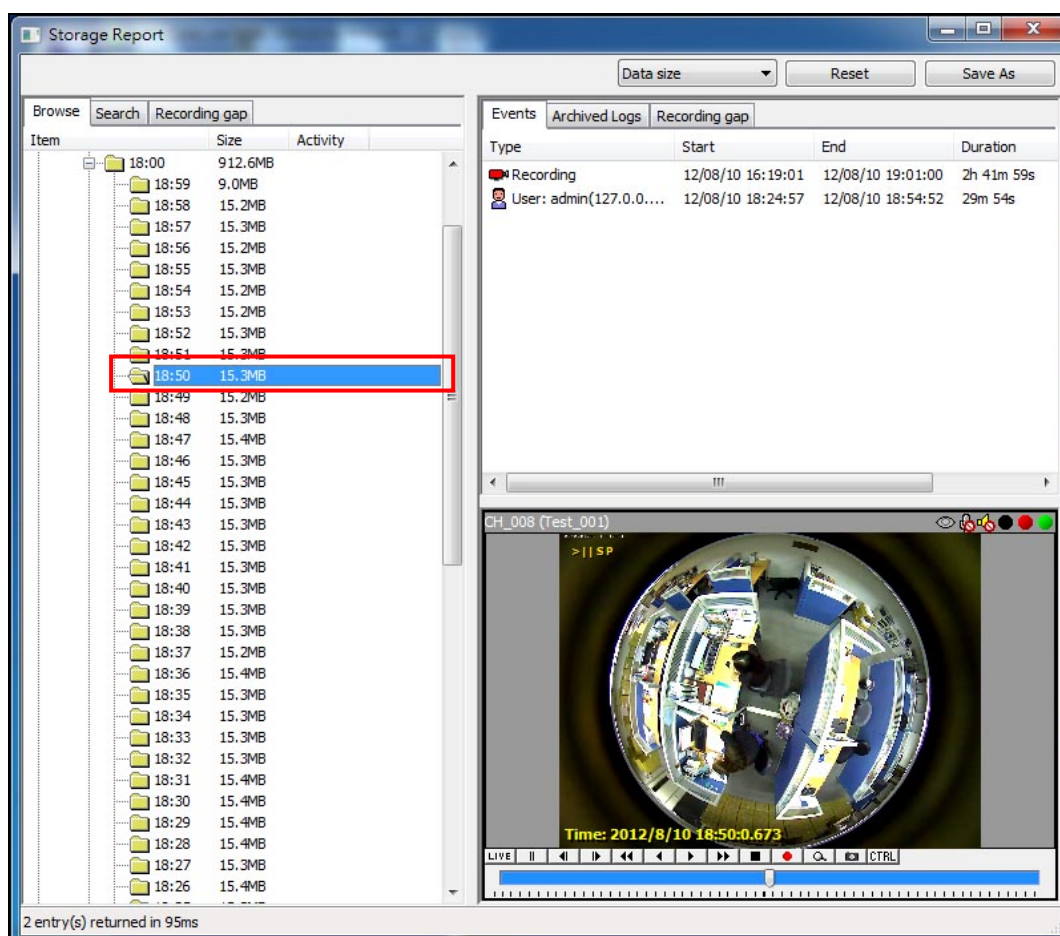 Storage Report
Data size Reset Save As
Browse Search Recording gap
Item Size Activity
18:00 912.6MB
18:59 9.0MB
18:58 15.2MB
18:57 15.3MB
18:56 15.2MB
18:55 15.3MB
18:54 15.2MB
18:53 15.2MB
18:52 15.3MB
18:51 15.3MB
18:50 15.3MB
18:49 15.2MB
18:48 15.3MB
18:47 15.4MB
18:46 15.3MB
18:45 15.3MB
18:44 15.3MB
18:43 15.3MB
18:42 15.3MB
18:41 15.3MB
18:40 15.3MB
18:39 15.3MB
18:38 15.3MB
18:37 15.2MB
18:36 15.4MB
18:35 15.3MB
18:34 15.3MB
18:33 15.3MB
18:32 15.3MB
18:31 15.4MB
18:30 15.4MB
18:29 15.4MB
18:28 15.4MB
18:27 15.3MB
18:26 15.4MB
Events Archived Logs Recording gap
Type Start End Duration
Recording 12/08/10 16:19:01 12/08/10 19:01:00 2h 41m 59s
User: admin(127.0.0.... 12/08/10 18:24:57 12/08/10 18:54:52 29m 54s
CH_008 (Test_001)
>||SP
Time: 2012/8/10 18:50:0.673
LIVE CTRL
2 entry(s) returned in 95ms